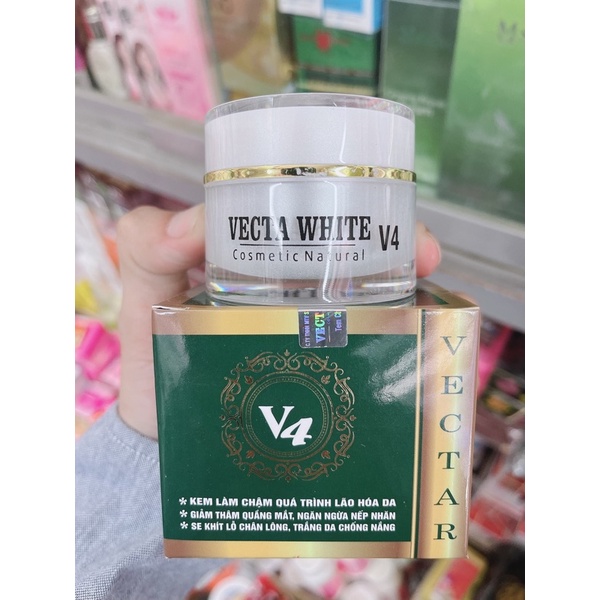 VECTA WHITE V4
Cosmetic Natural
VECT
V4
* KEM LÀM CHẬM QUÁ TRÌNH LÃO HÓA DA
* GIẢM THÂM QUẦNG MẮT, NGĂN NGỪA NẾP NHĂN
* SE KHÍT LỖ CHÂN LÔNG, TRẮNG DA CHỐNG NẮNG
VECTAR